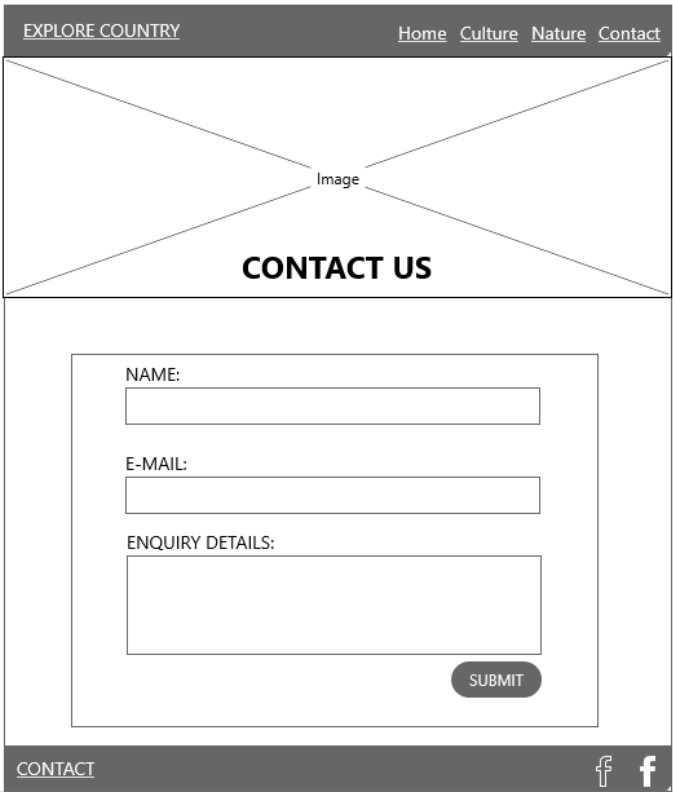 EXPLORE COUNTRY
Home Culture Nature Contact
Image
CONTACT US
NAME:
E-MAIL:
ENQUIRY DETAILS:
SUBMIT
CONTACT
f f